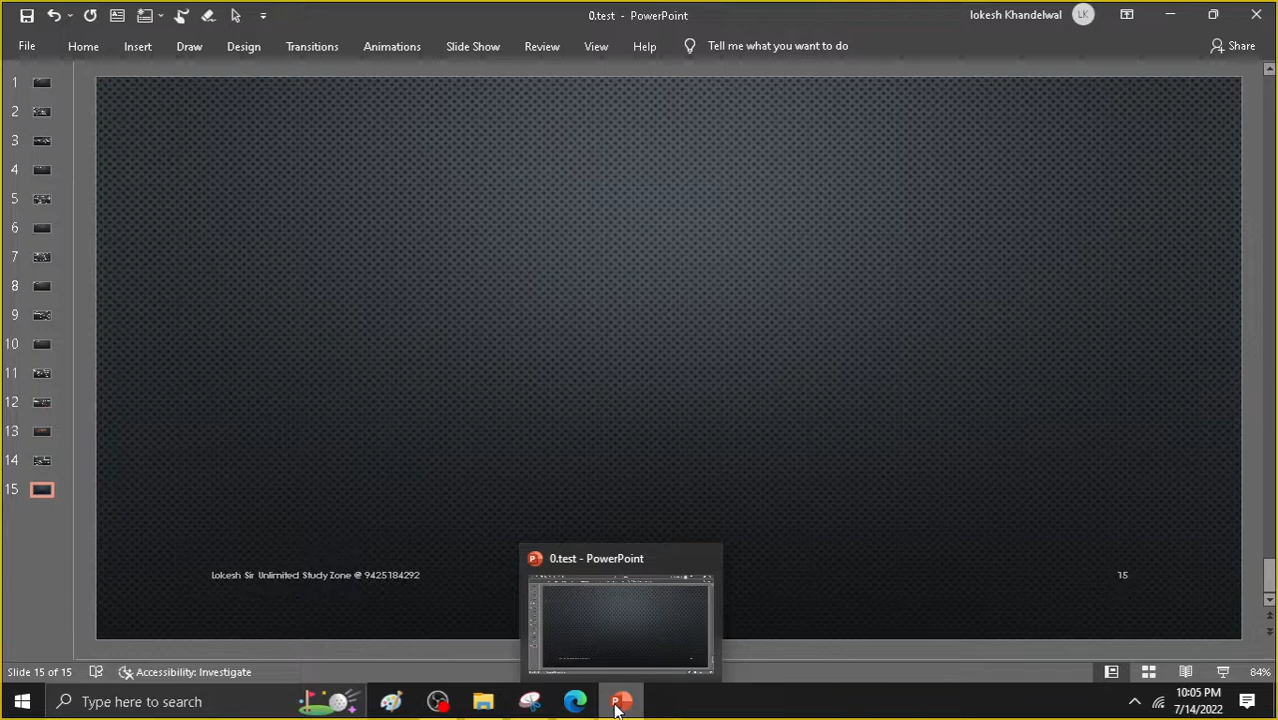 0.test - PowerPoint
lokesh Khandelwal
LK
File
Home
Insert
Draw
Design
Transitions
Animations
Slide Show
Review
View
Help
Tell me what you want to do
Share
1
2
3
4
5
6
7
8
9
10
11
12
13
14
15
Lokesh Sir Unlimited Study Zone @ 9425184292
15
0.test - PowerPoint
Slide 15 of 15
Accessibility: Investigate
84%
Type here to search
10:05 PM
7/14/2022